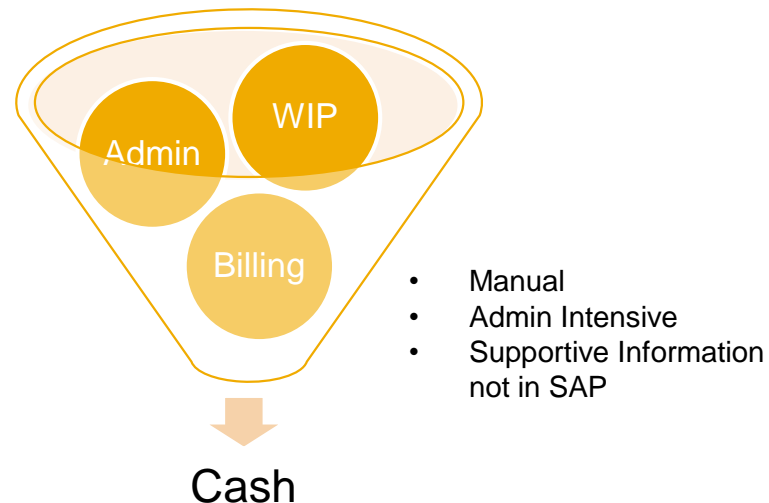 WIP
Admin
Billing
• Manual
• Admin Intensive
• Supportive Information
not in SAP
Cash